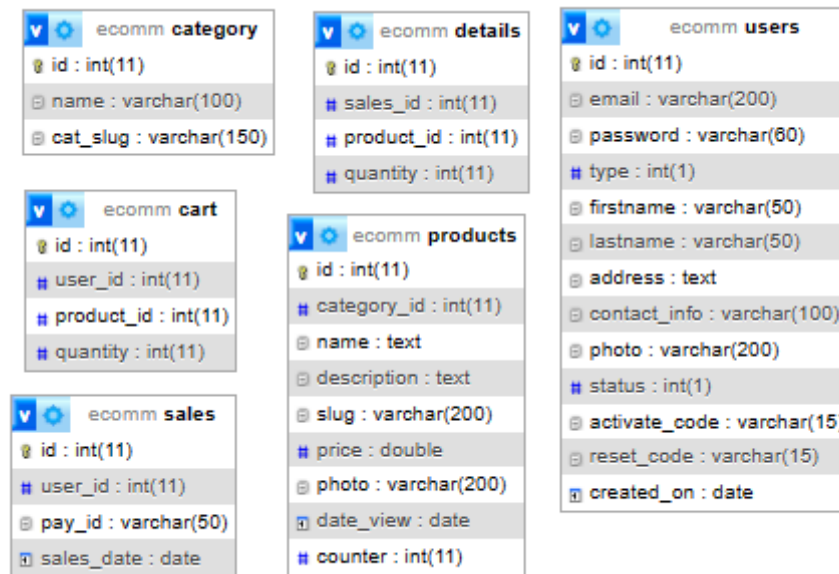 ecomm category
id : int(11)
name : varchar(100)
cat_slug : varchar(150)
ecomm cart
id : int(11)
user_id : int(11)
product_id : int(11)
quantity : int(11)
ecomm sales
id : int(11)
user_id : int(11)
pay_id : varchar(50)
sales_date : date
ecomm details
id : int(11)
sales_id : int(11)
product_id : int(11)
quantity : int(11)
ecomm products
id : int(11)
category_id : int(11)
name : text
description : text
slug : varchar(200)
price : double
photo : varchar(200)
date_view : date
counter : int(11)
ecomm users
id : int(11)
email : varchar(200)
password : varchar(60)
type : int(1)
firstname : varchar(50)
lastname : varchar(50)
address : text
contact_info : varchar(100)
photo : varchar(200)
status : int(1)
activate_code : varchar(15)
reset_code : varchar(15)
created_on : date